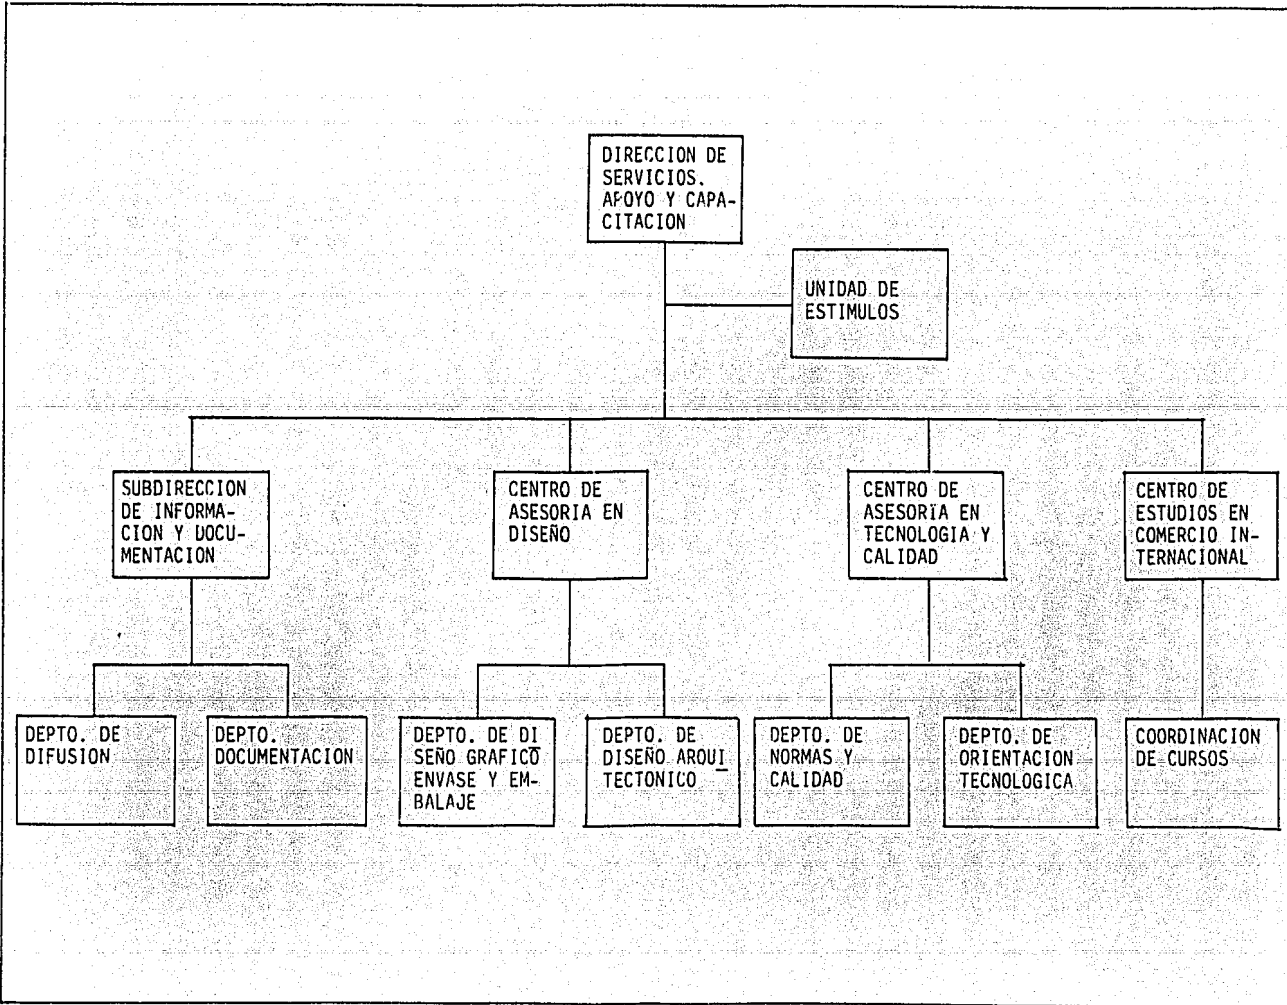 DIRECCION DE
SERVICIOS.
APOYO Y CAPA-
CITACION
UNIDAD DE
ESTIMULOS
SUBDIRECCION
DE INFORMA-
CION Y DOCU-
MENTACION
CENTRO DE
ASESORIA EN
DISEÑO
CENTRO DE
ASESORIA EN
TECNOLOGIA Y
CALIDAD
CENTRO DE
ESTUDIOS EN
COMERCIO IN-
TERNACIONAL
DEPTO. DE
DIFUSION
DEPTO.
DOCUMENTACION
DEPTO. DE DI
SEÑO GRAFICO
ENVASE Y EM-
BALAJE
DEPTO. DE
DISEÑO ARQUI
TECTONICO
DEPTO. DE
NORMAS Y
CALIDAD
DEPTO. DE
ORIENTACION
TECNOLOGICA
COORDINACION
DE CURSOS